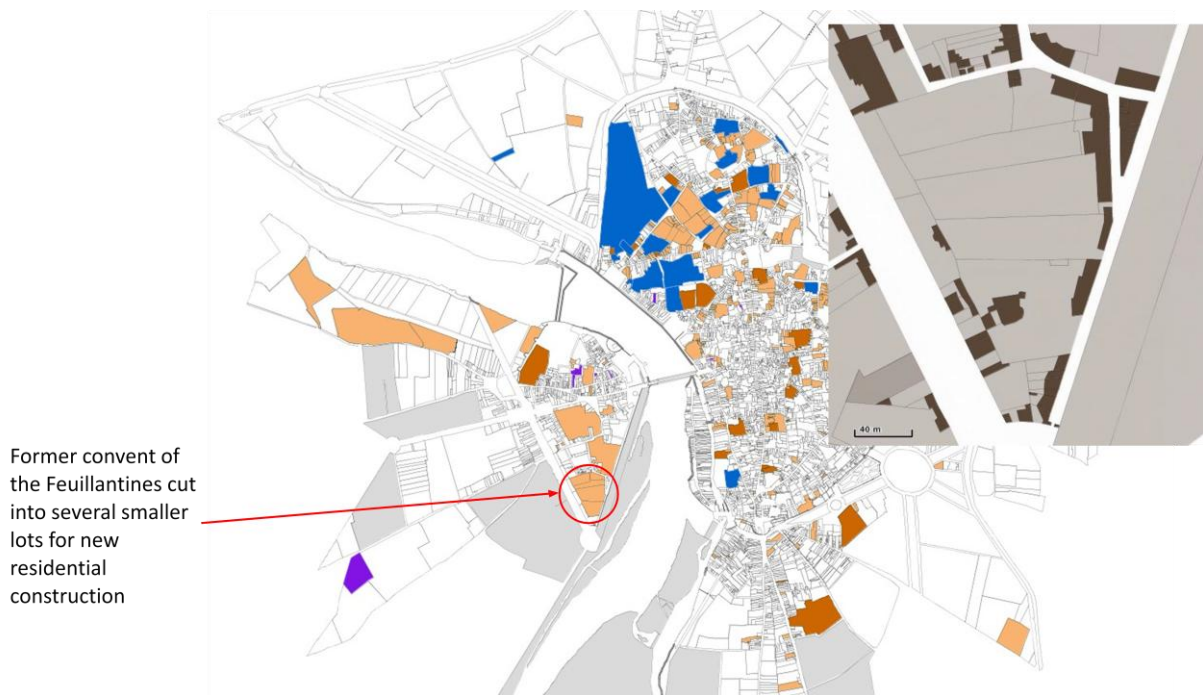 Former convent of
the Feuillantines cut
into several smaller
lots for new
residential
construction
40 m